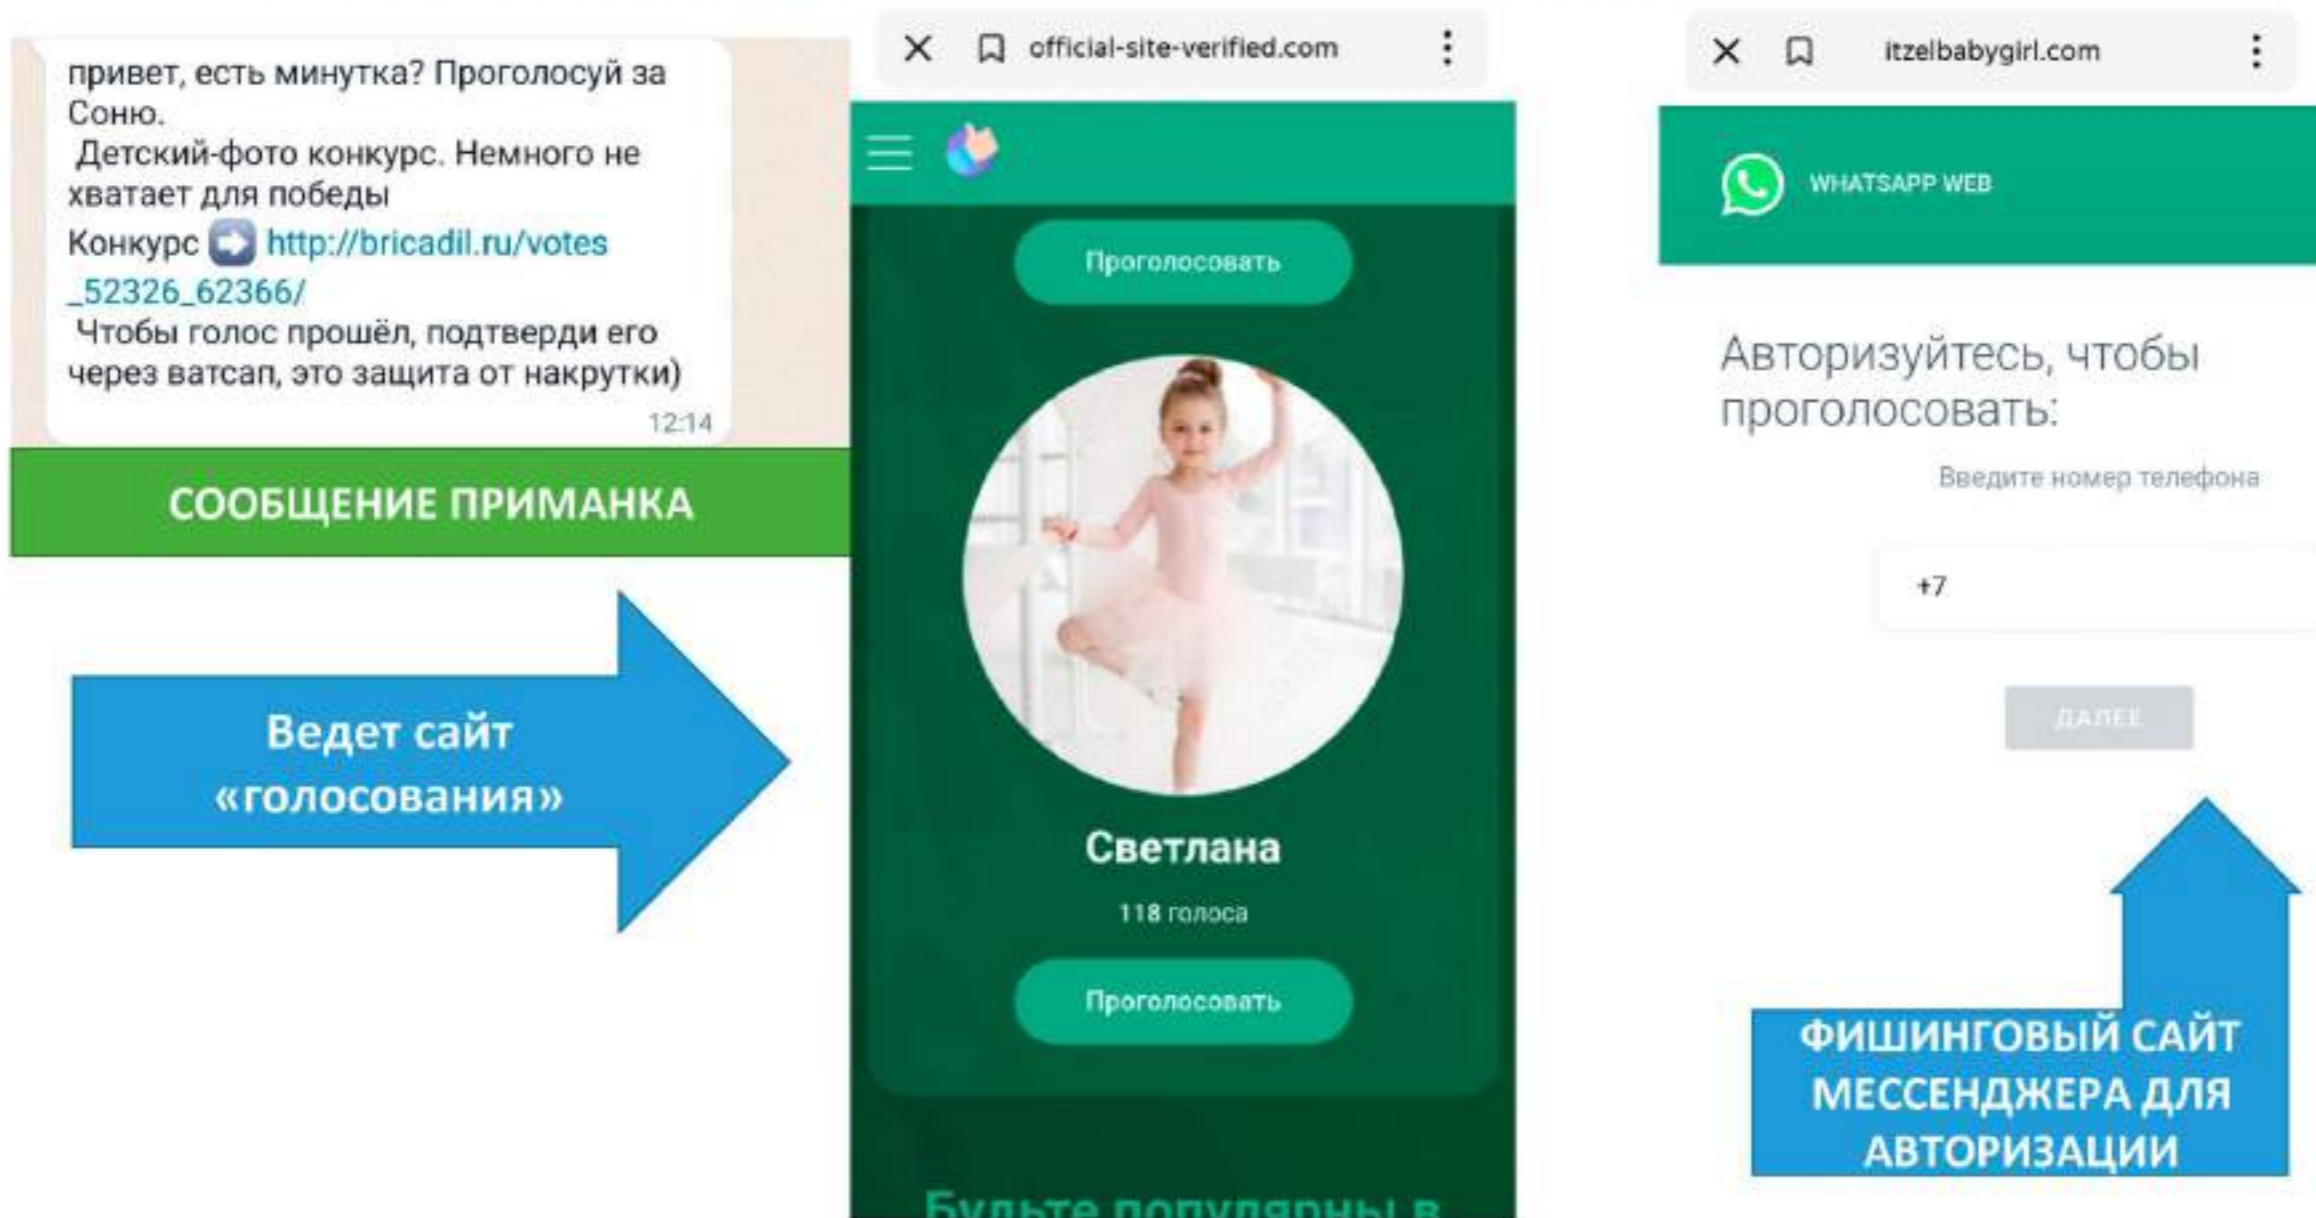 привет, есть минутка? Проголосуй за
Соню.
Детский-фото конкурс. Немного не
хватает для победы
Конкурс ➡ http://bricadil.ru/votes
_52326_62366/
Чтобы голос прошёл, подтверди его
через ватсап, это защита от накрутки)
12:14
СООБЩЕНИЕ ПРИМАНКА
Ведет сайт
«голосования»
official-site-verified.com
Проголосовать
Светлана
118 голоса
Проголосовать
Будьте популярны в
itzelbabygirl.com
WHATSAPP WEB
Авторизуйтесь, чтобы
проголосовать:
Введите номер телефона
+7
ДАЛЕЕ
ФИШИНГОВЫЙ САЙТ
МЕССЕНДЖЕРА ДЛЯ
АВТОРИЗАЦИИ